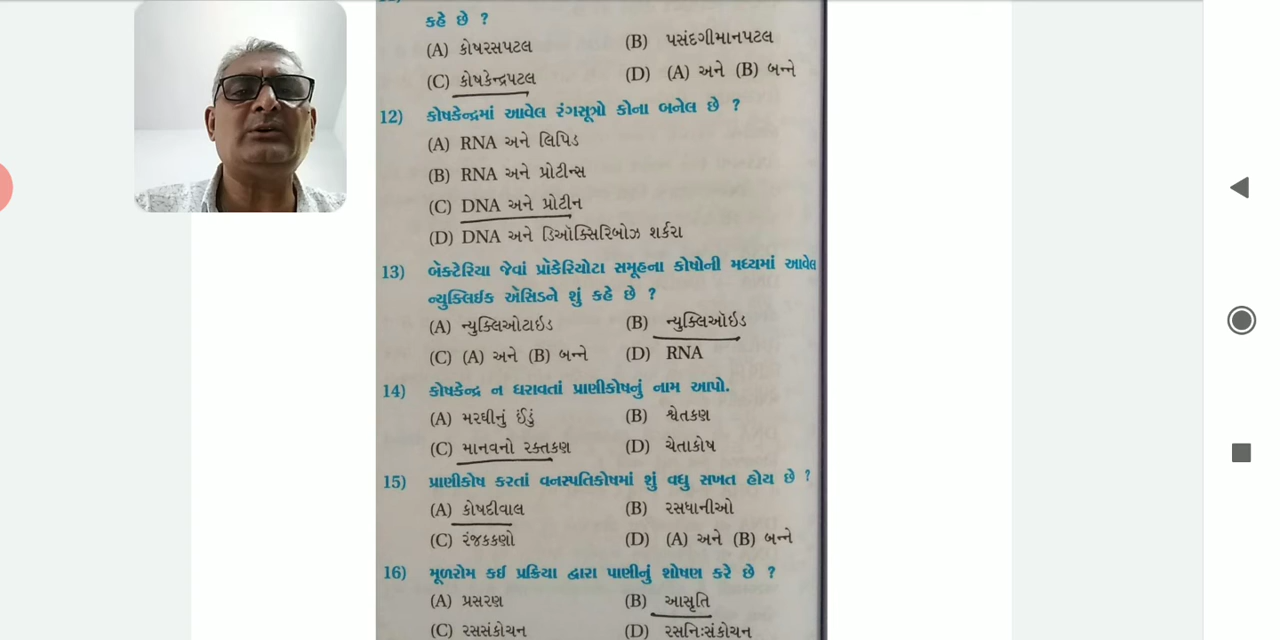 કહે છે ?
(A) કોષરસપટલ (B) પસંદગીમાનપટલ
(C) કોષકેન્દ્રપટલ (D) (A) અને (B) બન્ને
12) કોષકેન્દ્રમાં આવેલ રંગસૂત્રો કોના બનેલ છે ?
(A) RNA અને લિપિડ
(B) RNA અને પ્રોટીન્સ
(C) DNA અને પ્રોટીન
(D) DNA અને ડિઑક્સિરિબોઝ શર્કરા
13) બૅક્ટેરિયા જેવાં પ્રૉકેરિયોટા સમૂહના કોષોની મધ્યમાં આવેલ
ન્યુક્લિઈક ઍસિડને શું કહે છે ?
(A) ન્યુક્લિઓટાઇડ (B) ન્યુક્લિઑઇડ
(C) (A) અને (B) બન્ને (D) RNA
14) કોષકેન્દ્ર ન ધરાવતાં પ્રાણીકોષનું નામ આપો.
(A) મરઘીનું ઈંડું (B) શ્વેતકણ
(C) માનવનો રક્તકણ (D) ચેતાકોષ
15) પ્રાણીકોષ કરતાં વનસ્પતિકોષમાં શું વધુ સખત હોય છે ?
(A) કોષદીવાલ (B) રસધાનીઓ
(C) રંજકકણો (D) (A) અને (B) બન્ને
16) મૂળરોમ કઈ પ્રક્રિયા દ્વારા પાણીનું શોષણ કરે છે ?
(A) પ્રસરણ (B) આસૃતિ
(C) રસસંકોચન (D) રસનિઃસંકોચન